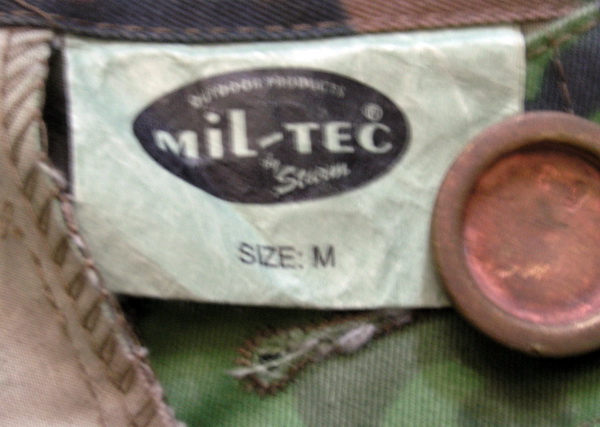 OUTDOOR PRODUCTS
MiL-TEC®
by Sturm
SIZE: M